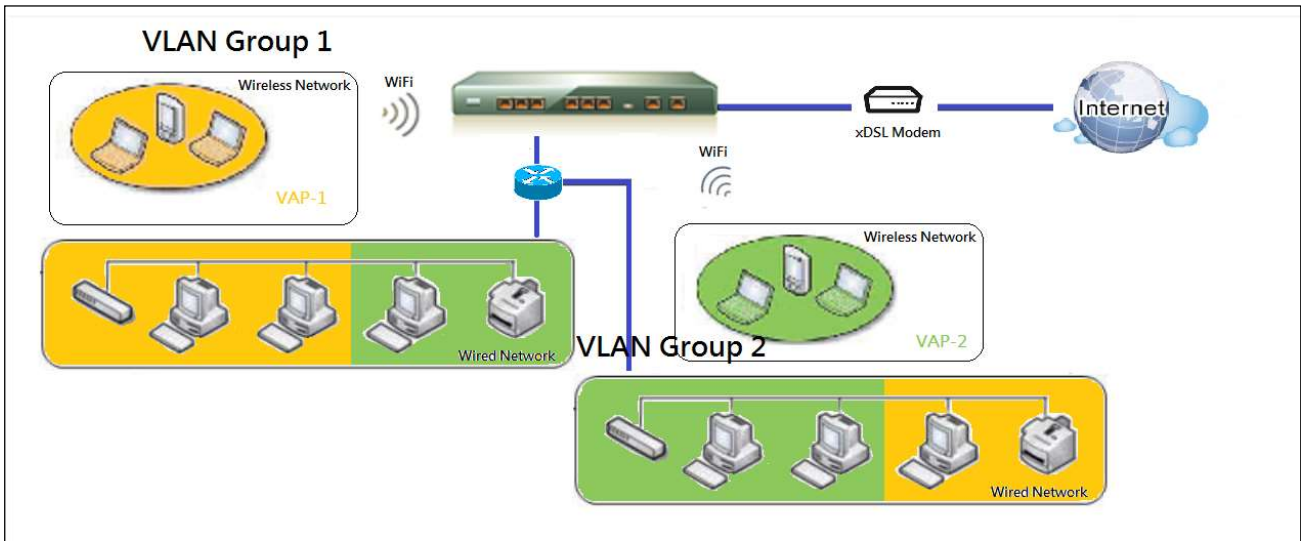 VLAN Group 1
Wireless Network
WiFi
VAP-1
xDSL Modem
Internet
WiFi
Wireless Network
VAP-2
Wired Network
VLAN Group 2
Wired Network